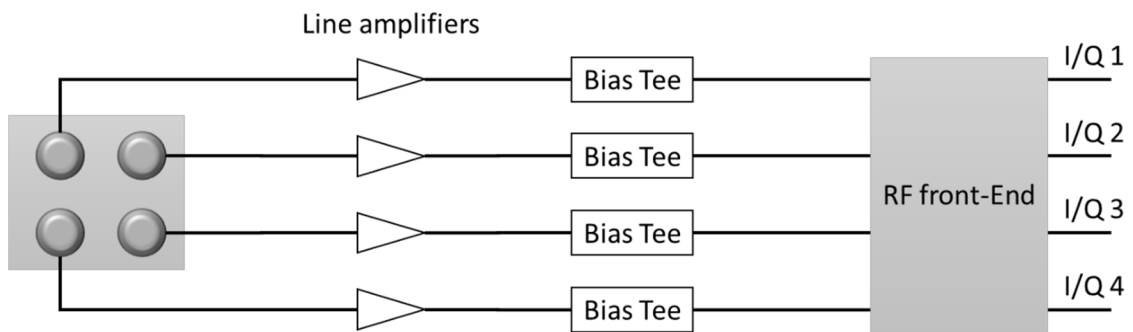 Line amplifiers
Bias Tee
I/Q 1
Bias Tee
I/Q 2
Bias Tee
RF front-End
I/Q 3
Bias Tee
I/Q 4